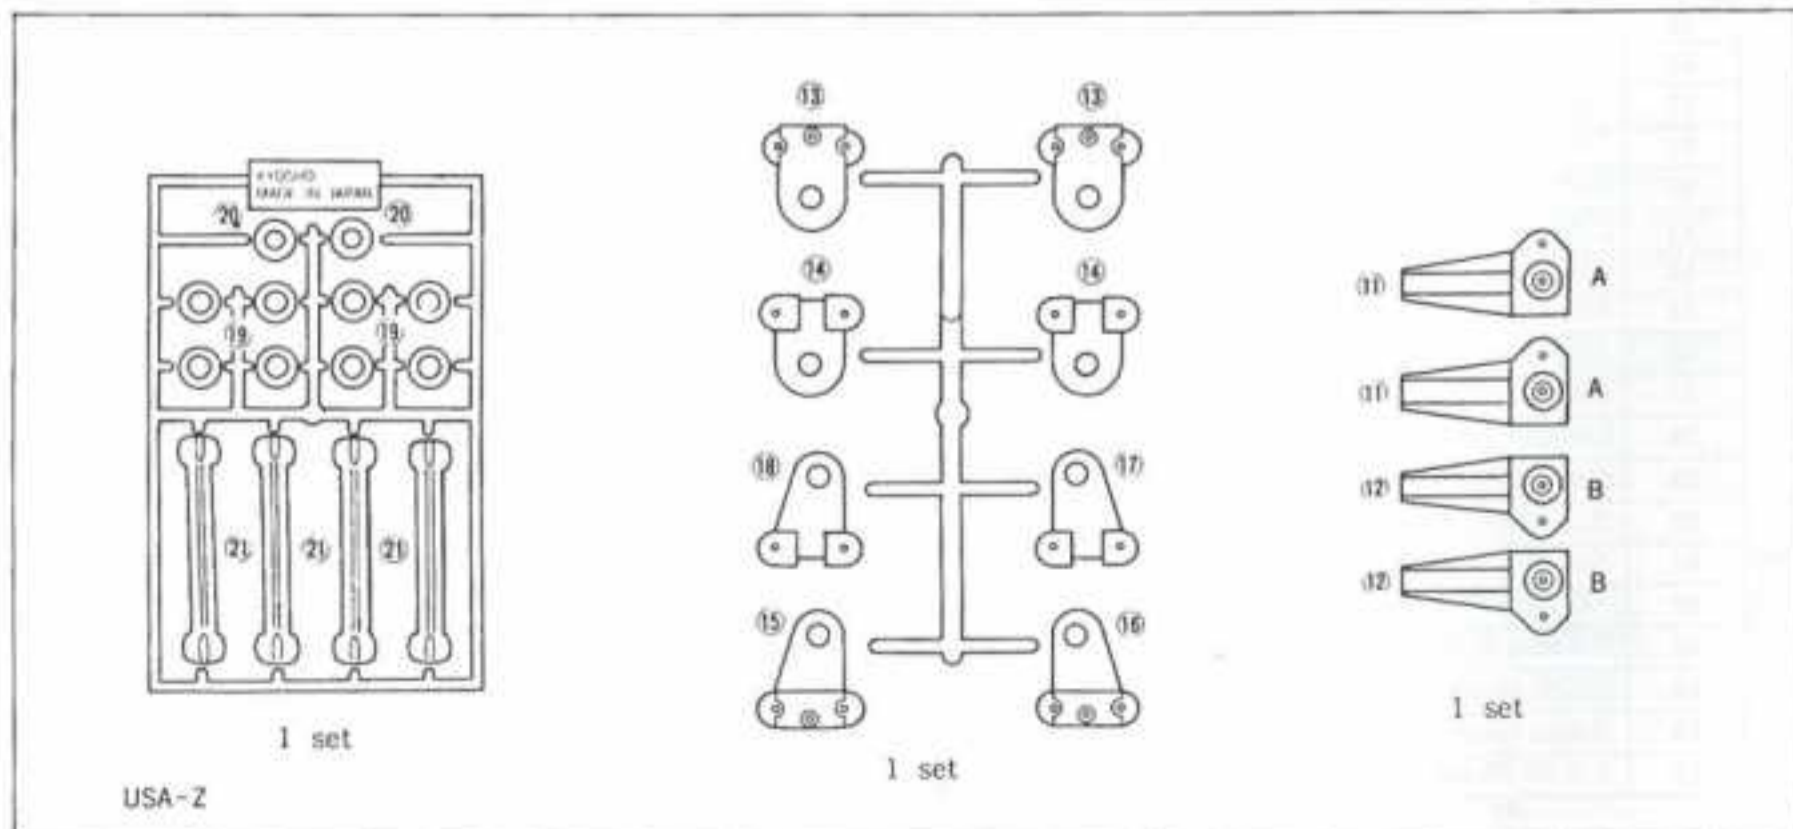 KYOSHO
MADE IN JAPAN
⑳ ⑳
⑲ ⑲
㉑ ㉑ ㉑
1 set
USA-Z
⑬ ⑬
⑭ ⑭
⑱ ⑰
⑮ ⑯
1 set
⑪ A
⑪ A
⑫ B
⑫ B
1 set